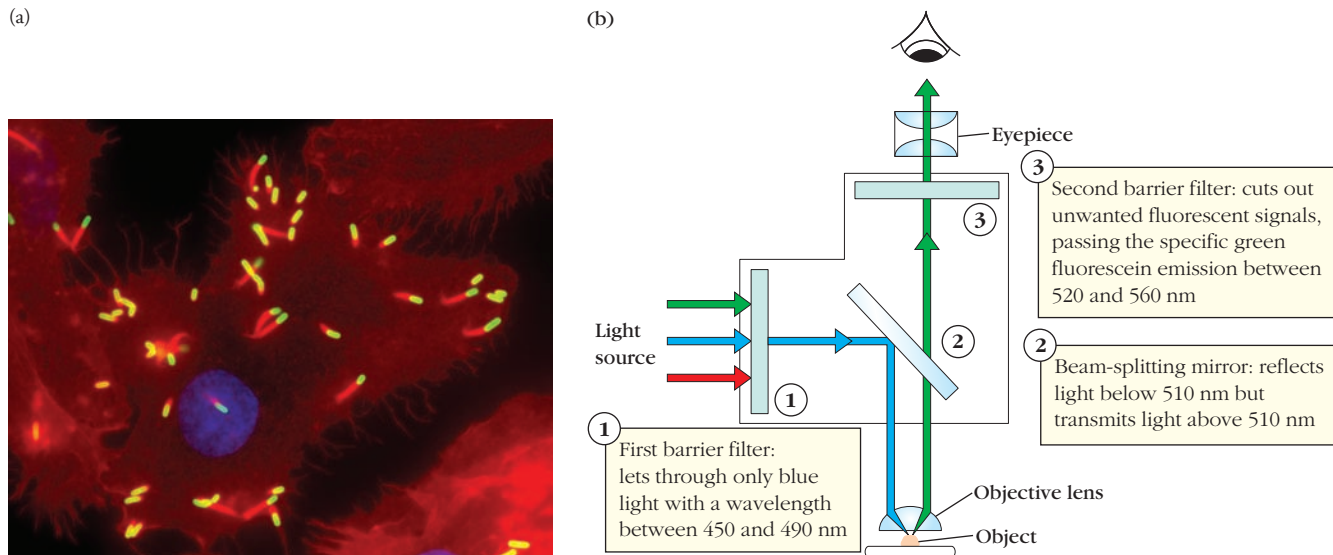 (a)
(b)
Eyepiece
3
Second barrier filter: cuts out
unwanted fluorescent signals,
passing the specific green
fluorescein emission between
520 and 560 nm
3
Light
source
2
2
Beam-splitting mirror: reflects
light below 510 nm but
transmits light above 510 nm
1
1
First barrier filter:
lets through only blue
light with a wavelength
between 450 and 490 nm
Objective lens
Object